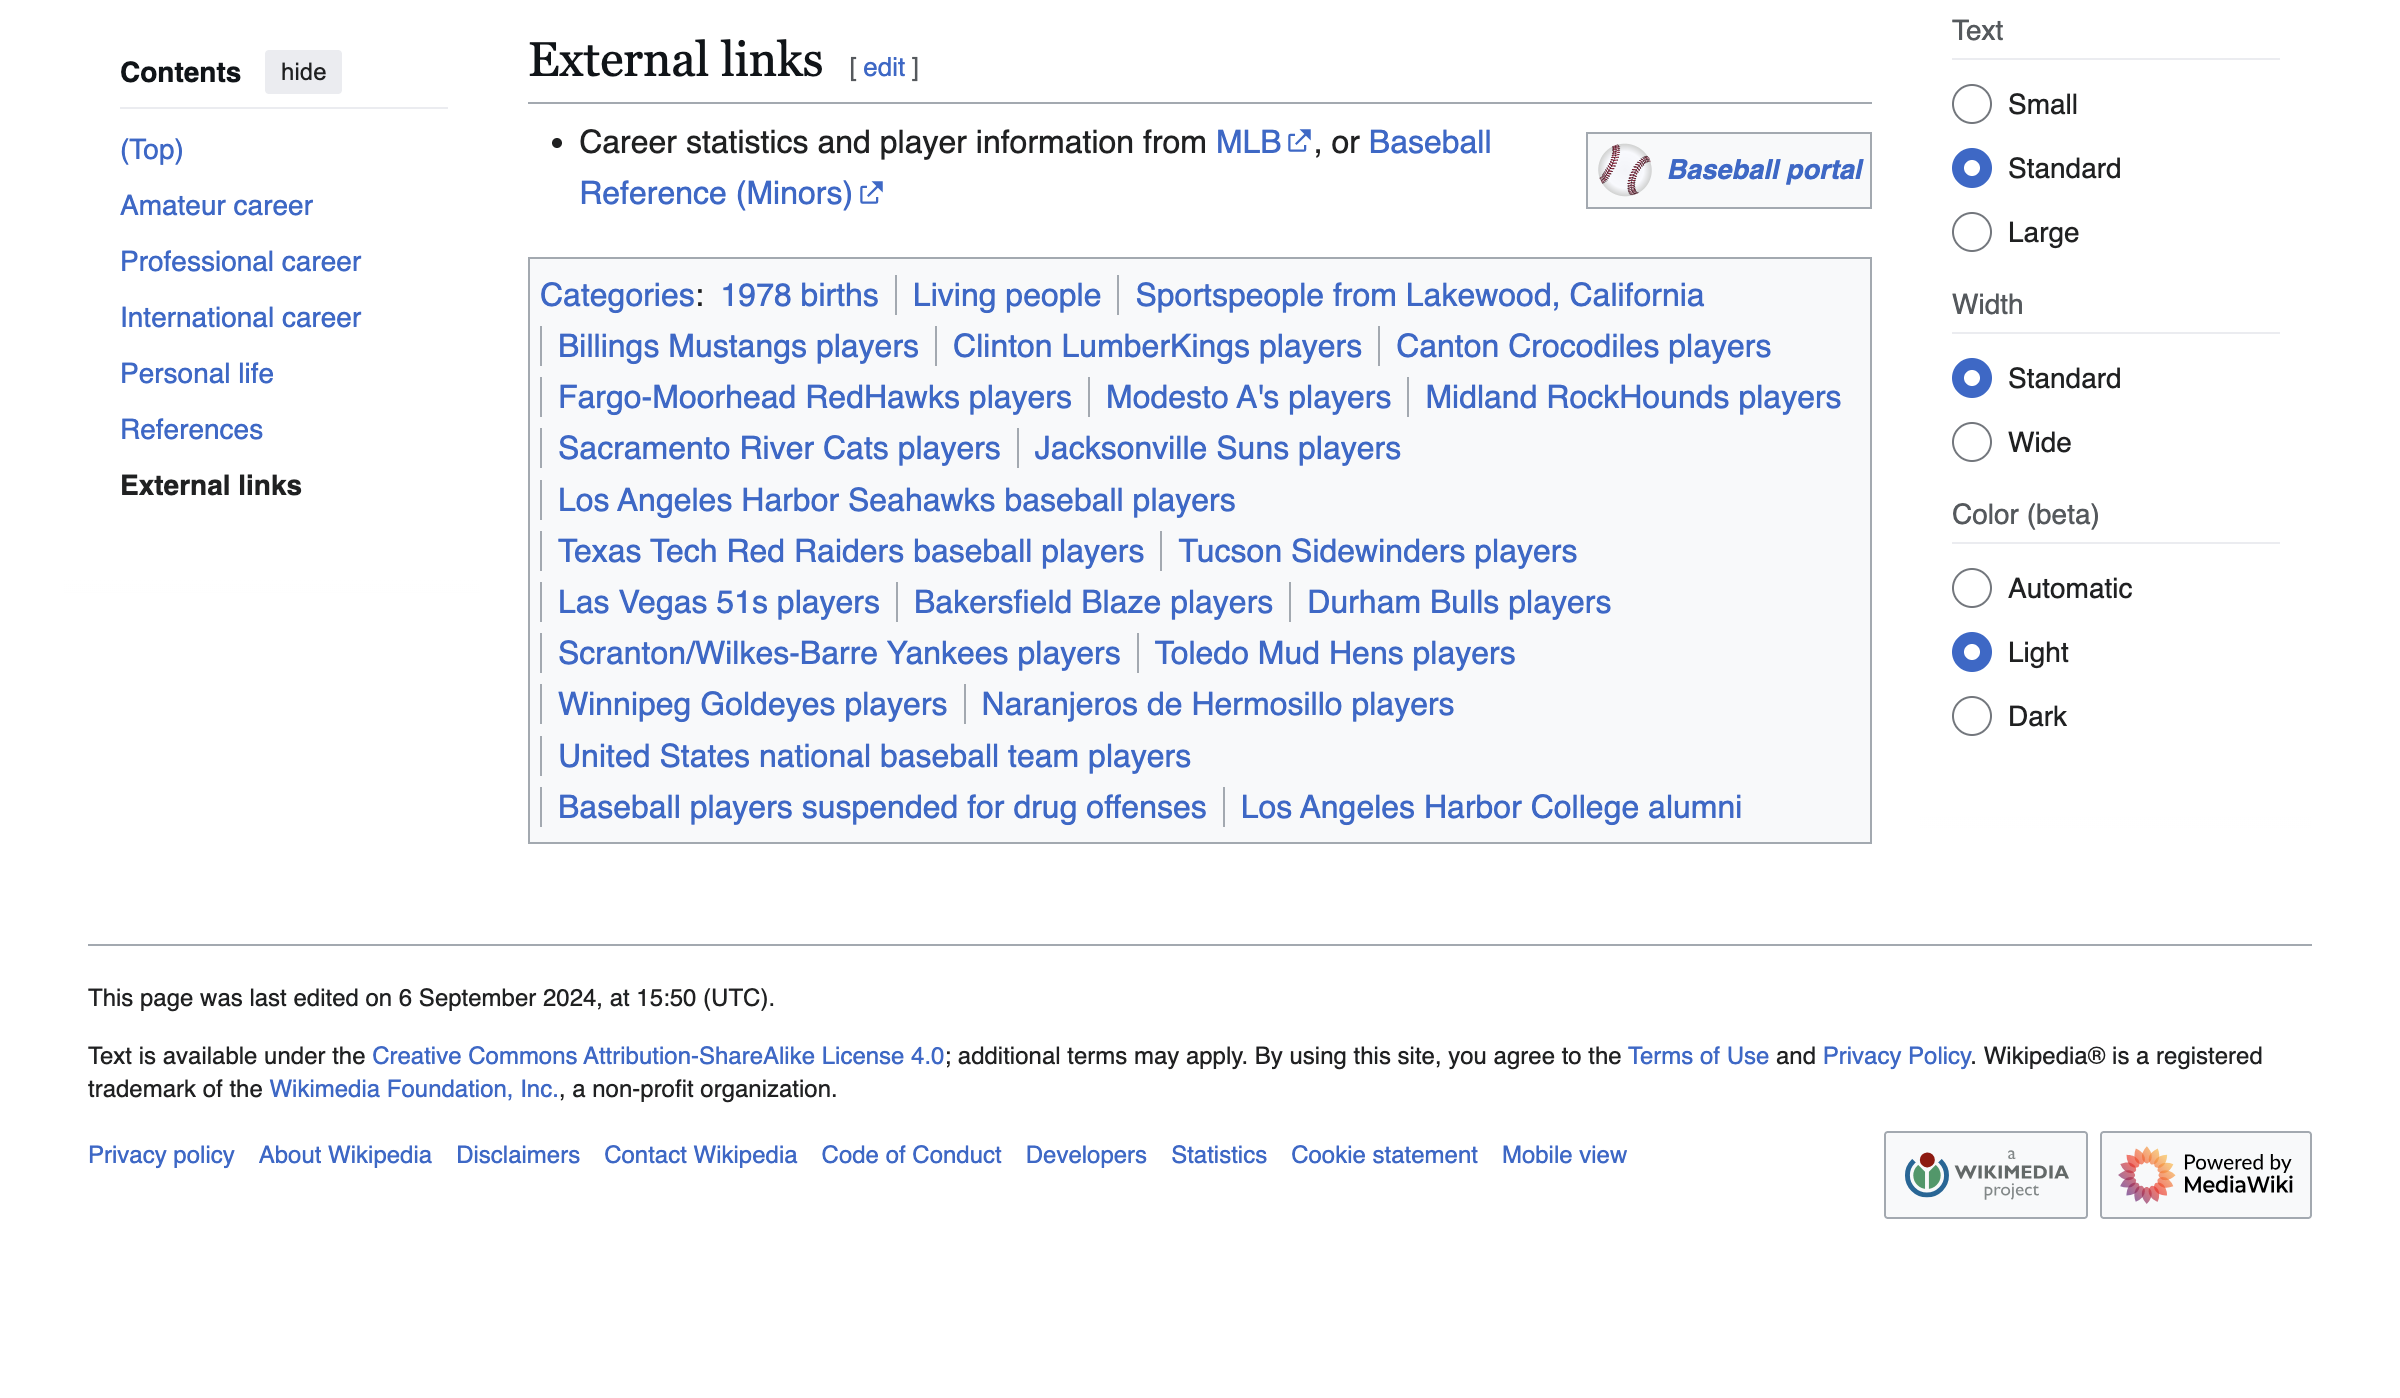 Contents hide
(Top)
Amateur career
Professional career
International career
Personal life
References
External links
External links [ edit ]
• Career statistics and player information from MLB, or Baseball
Reference (Minors)
Baseball portal
Categories: 1978 births | Living people | Sportspeople from Lakewood, California
| Billings Mustangs players | Clinton LumberKings players | Canton Crocodiles players
| Fargo-Moorhead RedHawks players | Modesto A's players | Midland RockHounds players
| Sacramento River Cats players | Jacksonville Suns players
| Los Angeles Harbor Seahawks baseball players
| Texas Tech Red Raiders baseball players | Tucson Sidewinders players
| Las Vegas 51s players | Bakersfield Blaze players | Durham Bulls players
| Scranton/Wilkes-Barre Yankees players | Toledo Mud Hens players
| Winnipeg Goldeyes players | Naranjeros de Hermosillo players
| United States national baseball team players
| Baseball players suspended for drug offenses | Los Angeles Harbor College alumni
Text
Small
Standard
Large
Width
Standard
Wide
Color (beta)
Automatic
Light
Dark
This page was last edited on 6 September 2024, at 15:50 (UTC).
Text is available under the Creative Commons Attribution-ShareAlike License 4.0; additional terms may apply. By using this site, you agree to the Terms of Use and Privacy Policy. Wikipedia® is a registered
trademark of the Wikimedia Foundation, Inc., a non-profit organization.
Privacy policy About Wikipedia Disclaimers Contact Wikipedia Code of Conduct Developers Statistics Cookie statement Mobile view
a
WIKIMEDIA
project
Powered by
MediaWiki